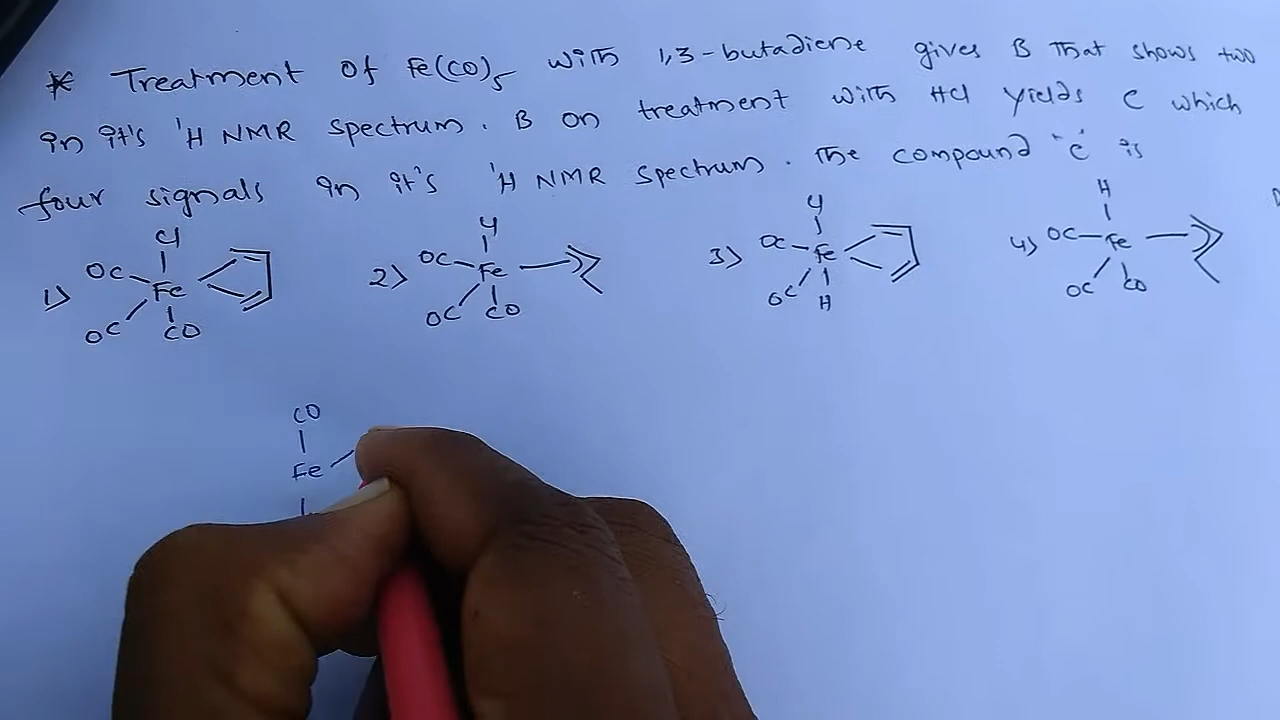 * Treatment of Fe(CO)5 with 1,3-butadiene gives B That shows two
in it's 1H NMR spectrum. B on treatment with HCl yields C which
four signals in it's 1H NMR spectrum. The compound "C" is
1) Cl OC Fe OC CO 2) Cl OC Fe OC CO 3) Cl OC Fe OC H 4) H OC Fe OC CO
CO
Fe